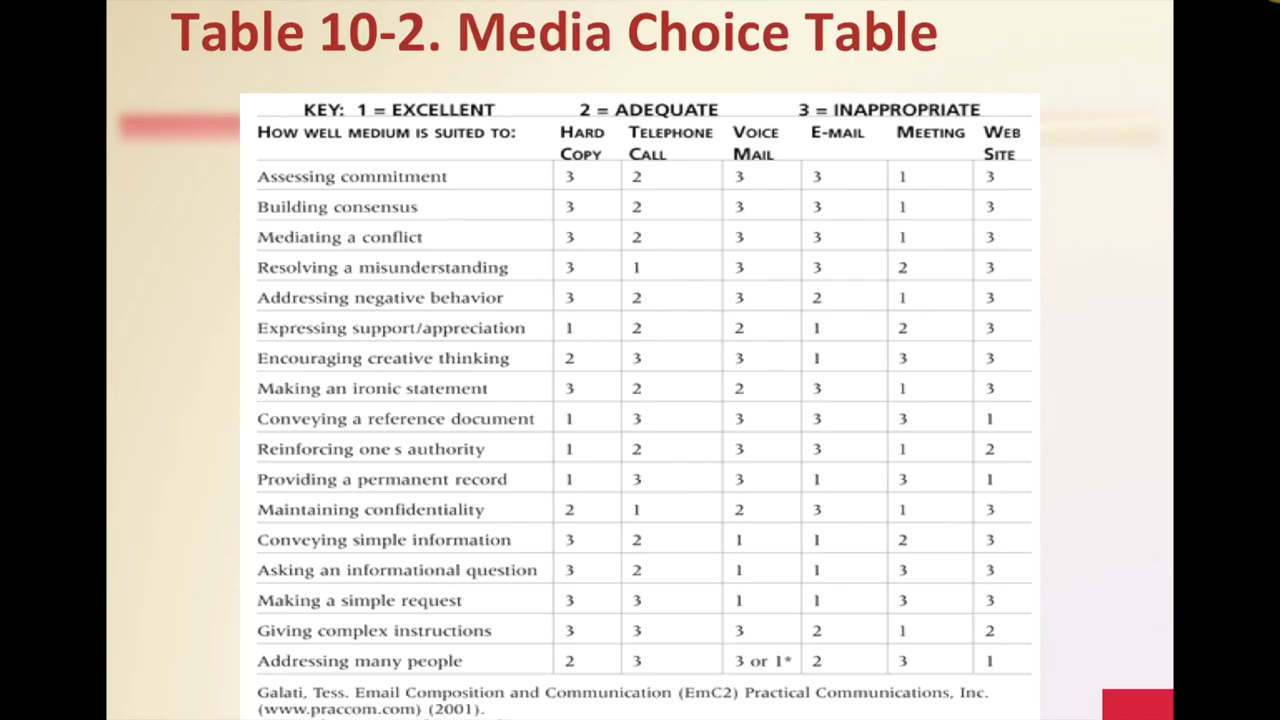 Table 10-2. Media Choice Table
KEY: 1 = EXCELLENT 2 = ADEQUATE 3 = INAPPROPRIATE
HOW WELL MEDIUM IS SUITED TO: HARD COPY TELEPHONE CALL VOICE MAIL E-MAIL MEETING WEB SITE
Assessing commitment 3 2 3 3 1 3
Building consensus 3 2 3 3 1 3
Mediating a conflict 3 2 3 3 1 3
Resolving a misunderstanding 3 1 3 3 2 3
Addressing negative behavior 3 2 3 2 1 3
Expressing support/appreciation 1 2 2 1 2 3
Encouraging creative thinking 2 3 3 1 3 3
Making an ironic statement 3 2 2 3 1 3
Conveying a reference document 1 3 3 3 3 1
Reinforcing one s authority 1 2 3 3 1 2
Providing a permanent record 1 3 3 1 3 1
Maintaining confidentiality 2 1 2 3 1 3
Conveying simple information 3 2 1 1 2 3
Asking an informational question 3 2 1 1 3 3
Making a simple request 3 3 1 1 3 3
Giving complex instructions 3 3 3 2 1 2
Addressing many people 2 3 3 or 1* 2 3 1
Galati, Tess. Email Composition and Communication (EmC2) Practical Communications, Inc.
(www.praccom.com) (2001).